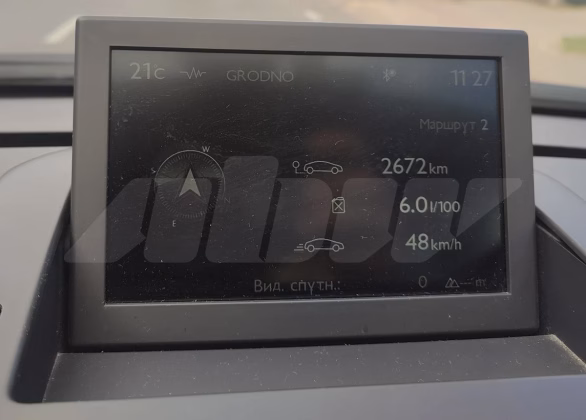 21C GRODNO 11:27
Маршрут 2
W
2672 km
6.0 l/100
48 km/h
E
Вид. спутн.: 0 --- m